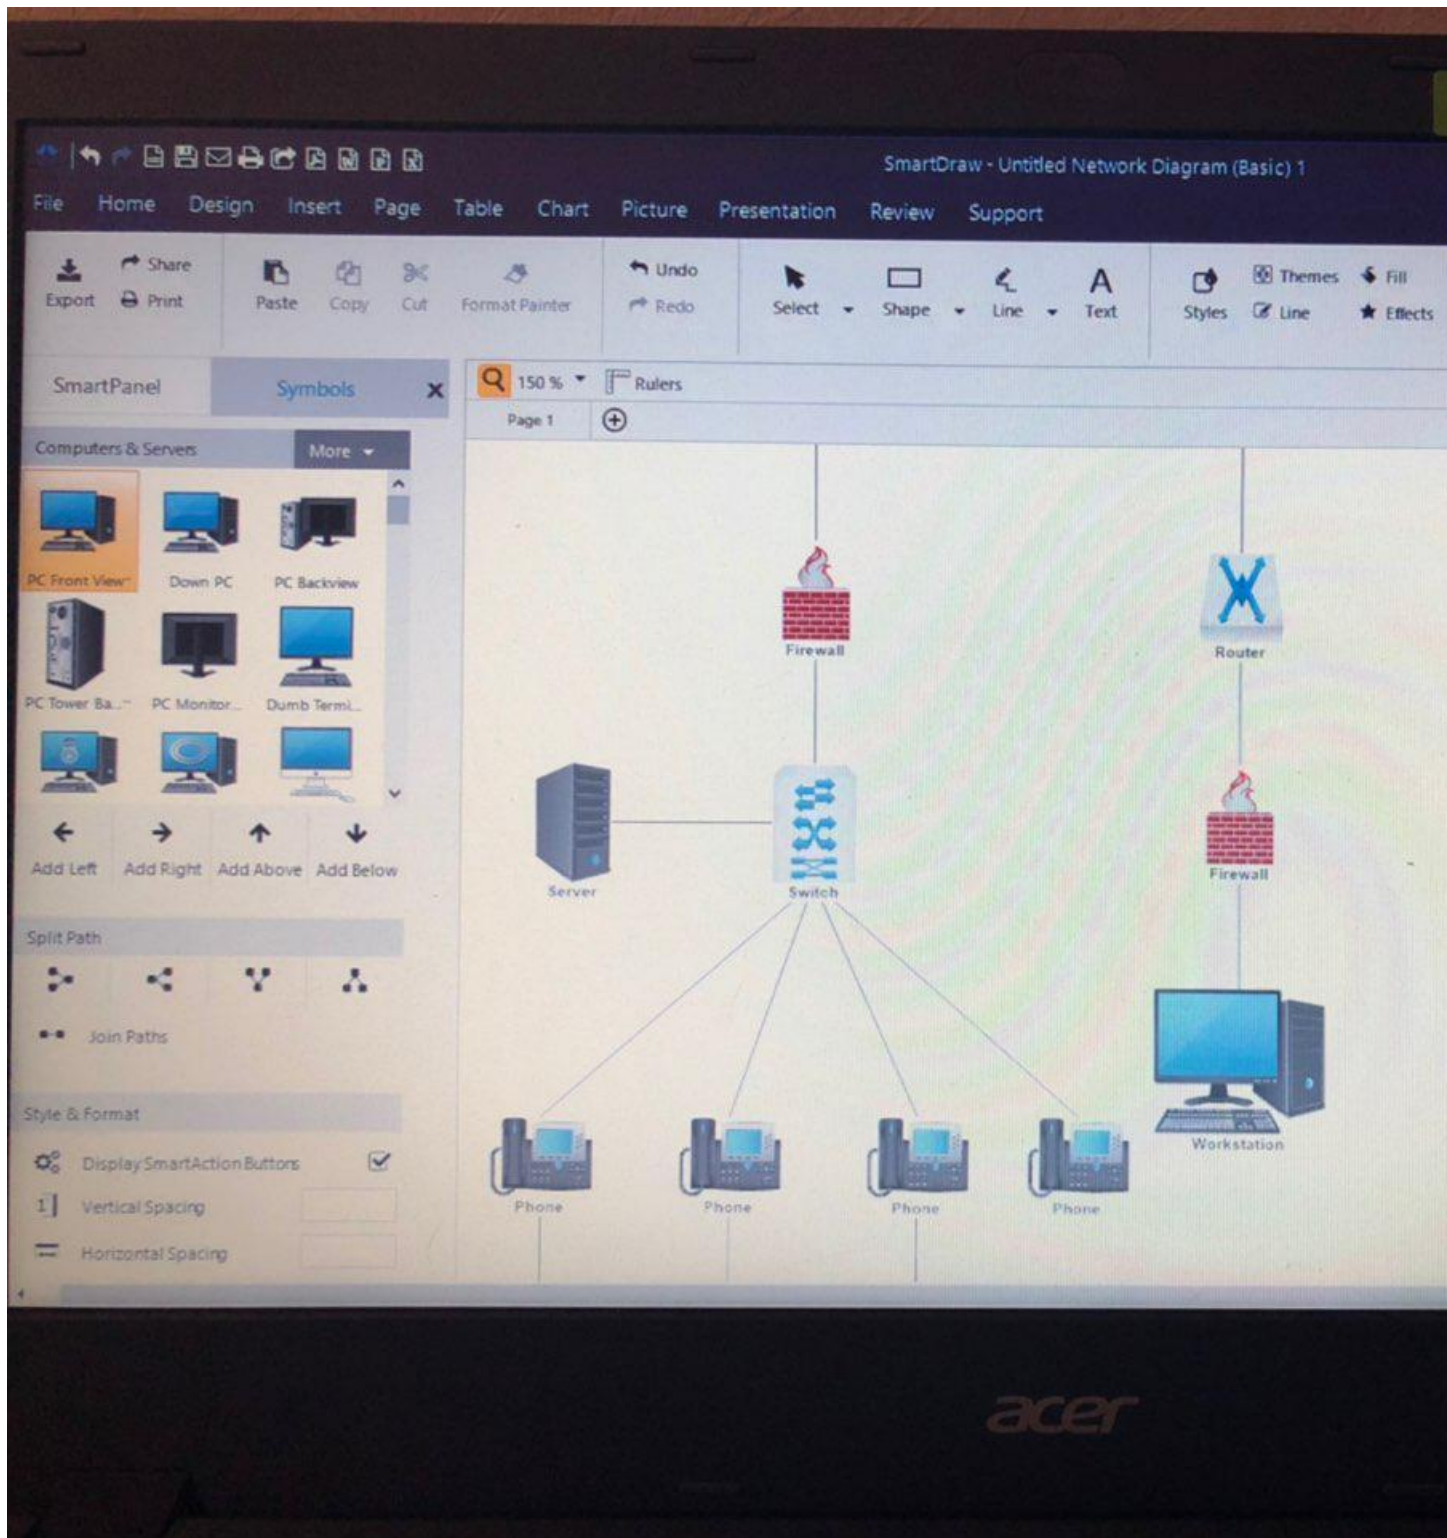 SmartDraw - Untitled Network Diagram (Basic) 1
File Home Design Insert Page Table Chart Picture Presentation Review Support
Export Share Print Paste Copy Cut Format Painter Undo Redo Select Shape Line Text Styles Themes Line Fill Effects
SmartPanel Symbols X
150 % Rulers
Page 1
Computers & Servers More
PC Front View Down PC PC Backview
PC Tower Ba... PC Monitor... Dumb Termi...
Add Left Add Right Add Above Add Below
Split Path
Join Paths
Style & Format
Display SmartAction Buttons
Vertical Spacing
Horizontal Spacing
Firewall
Router
Firewall
Server
Switch
Workstation
Phone Phone Phone Phone
acer